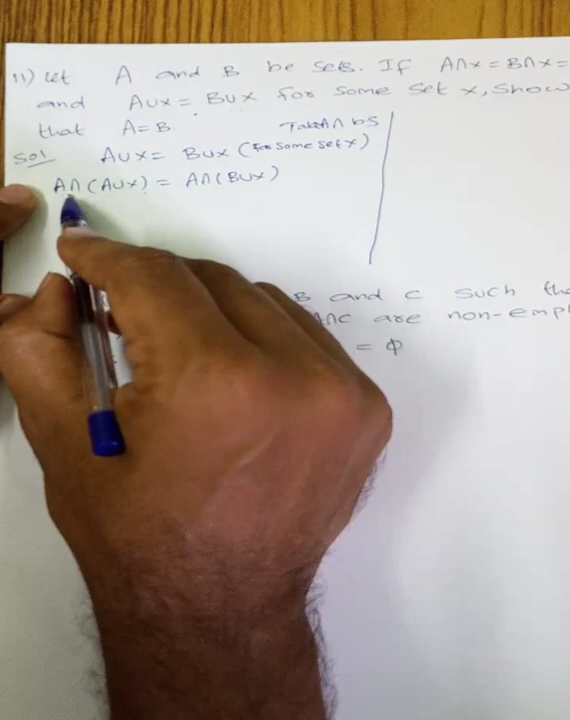 11) Let A and B be sets. If A∩X = B∩X =
and A∪X = B∪X for some set X, show
that A=B.
Take A∩ bs
Sol A∪X = B∪X (for some set X)
A∩(A∪X) = A∩(B∪X)
B and C such tha
A∩C are non-empt
= ϕ